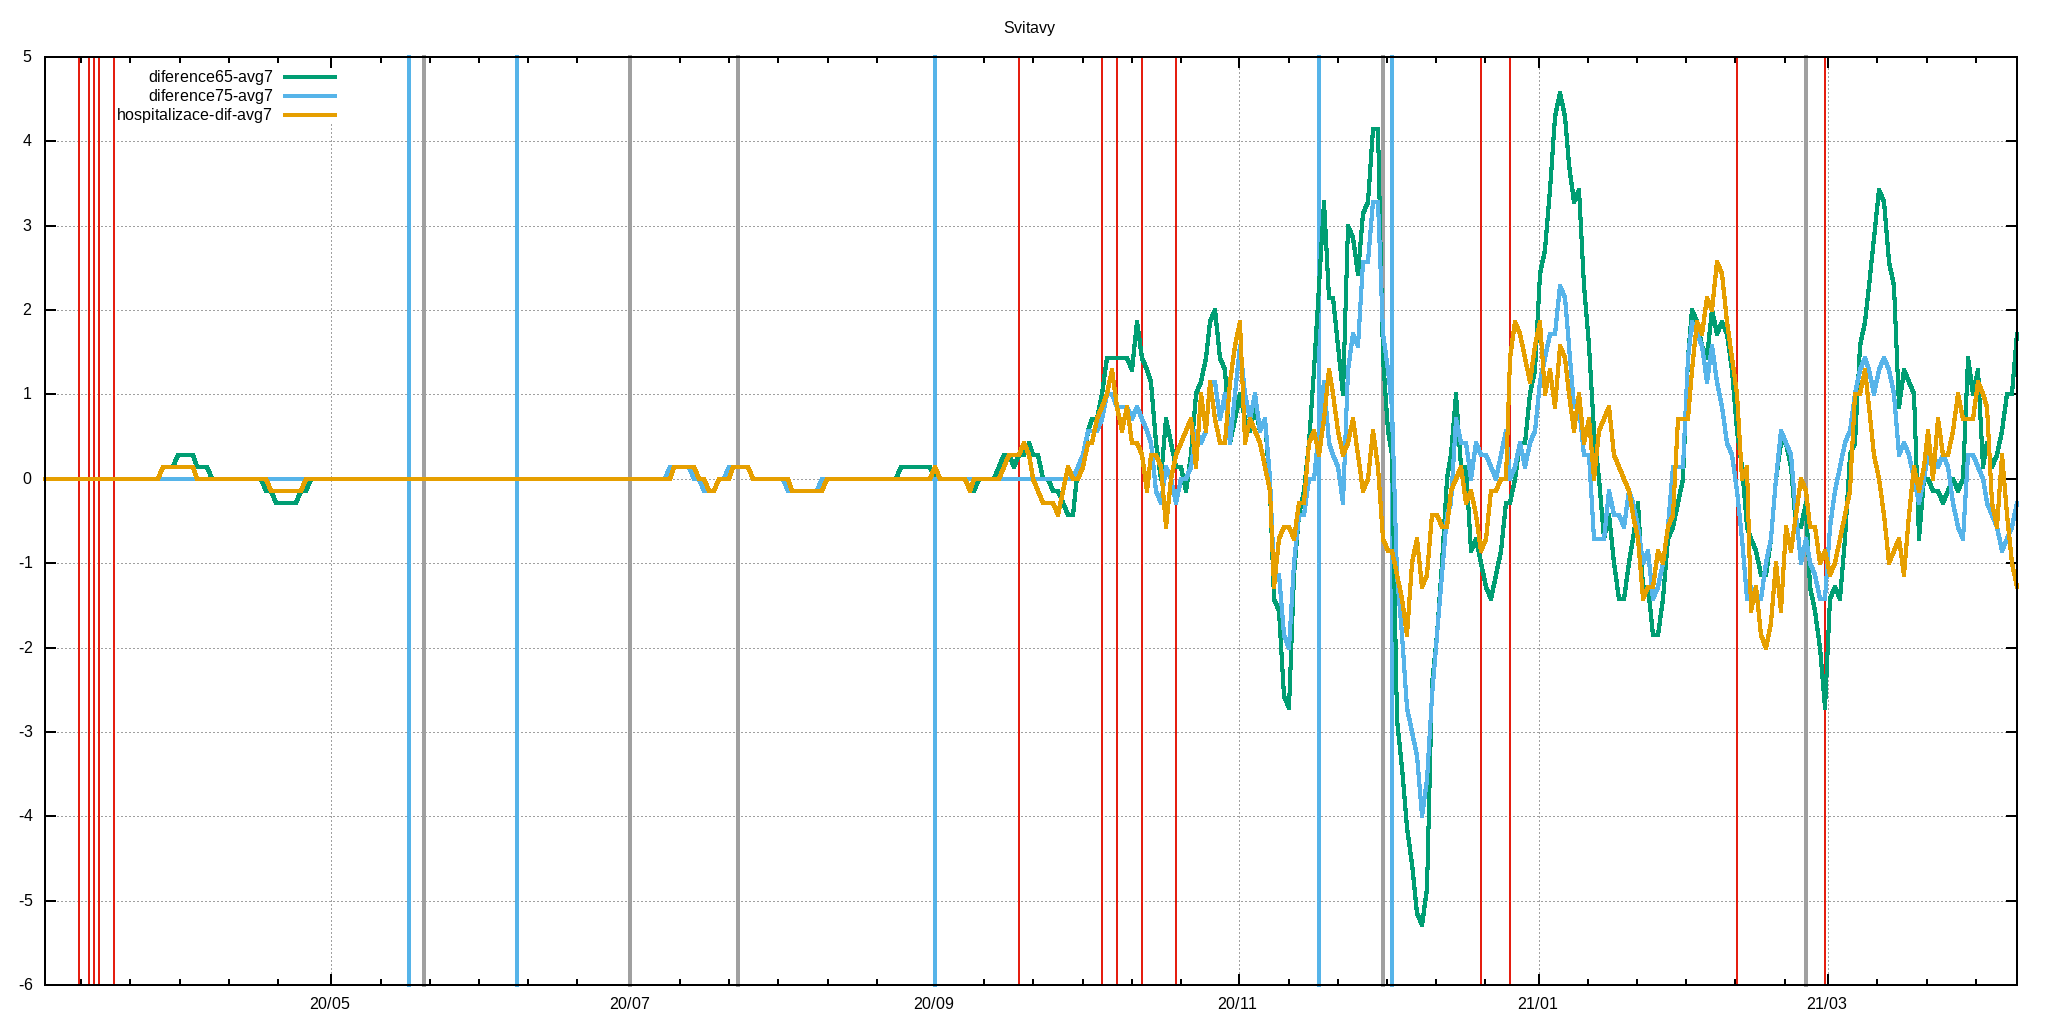 Svitavy
5
diference65-avg7
diference75-avg7
hospitalizace-dif-avg7
4
3
2
1
0
-1
-2
-3
-4
-5
-6
20/05 20/07 20/09 20/11 21/01 21/03